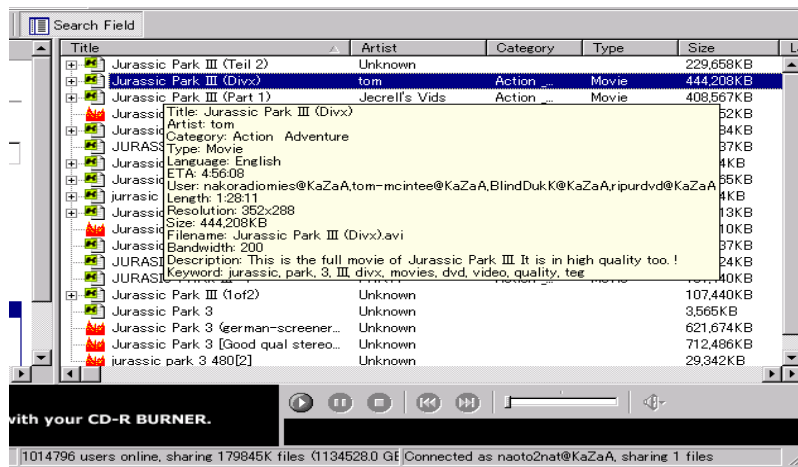 Search Field
Title Artist Category Type Size L
Jurassic Park III (Teil 2) Unknown 229,658KB
Jurassic Park III (Divx) tom Action _... Movie 444,208KB
Jurassic Park III (Part 1) Jecrell's Vids Action _... Movie 408,567KB
Title: Jurassic Park III (Divx)
Artist: tom
Category: Action Adventure
Type: Movie
Language: English
ETA: 4:56:08
User: nakoradiomies@KaZaA,tom-mcintee@KaZaA,BlindDukK@KaZaA,ripurdvd@KaZaA
Length: 1:28:11
Resolution: 352x288
Size: 444,208KB
Filename: Jurassic Park III (Divx).avi
Bandwidth: 200
Description: This is the full movie of Jurassic Park III It is in high quality too. !
Keyword: jurassic, park, 3, III, divx, movies, dvd, video, quality, teg
Jurassic Park III (1of2) Unknown 107,440KB
Jurassic Park 3 Unknown 3,565KB
Jurassic Park 3 (german-screener... Unknown 621,674KB
Jurassic Park 3 [Good qual stereo... Unknown 712,486KB
jurassic park 3 480[2] Unknown 29,342KB
with your CD-R BURNER.
1014796 users online, sharing 179845K files (1134528.0 GE Connected as naoto2nat@KaZaA, sharing 1 files